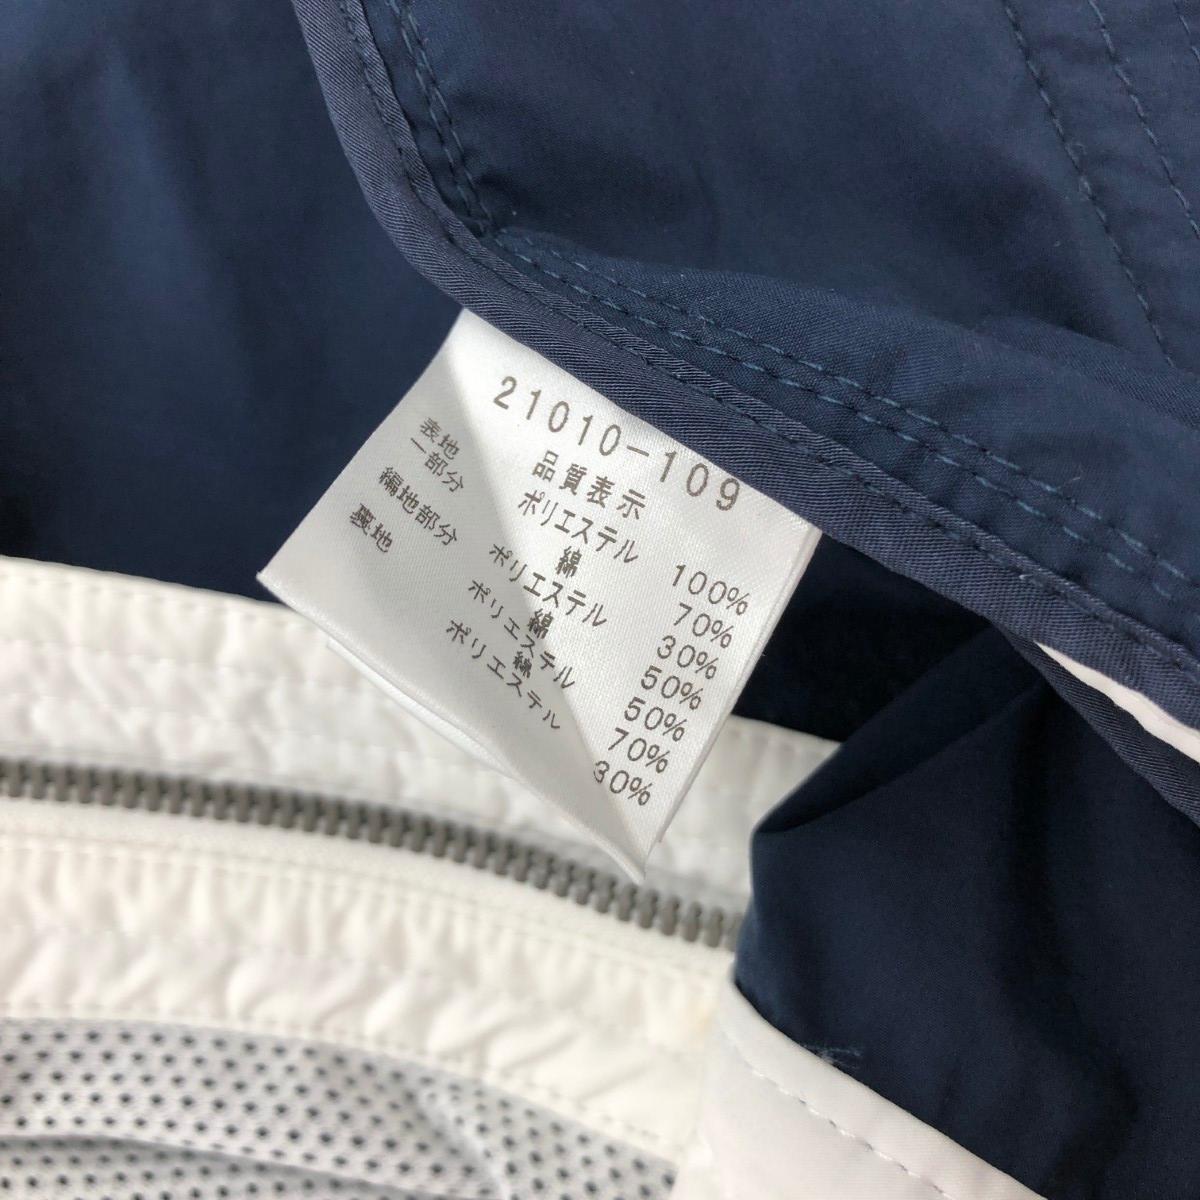 21010-109
品質表示
表地 ポリエステル 100%
一部分 綿 70%
ポリエステル 30%
編地部分 綿 50%
ポリエステル 50%
裏地 綿 70%
ポリエステル 30%